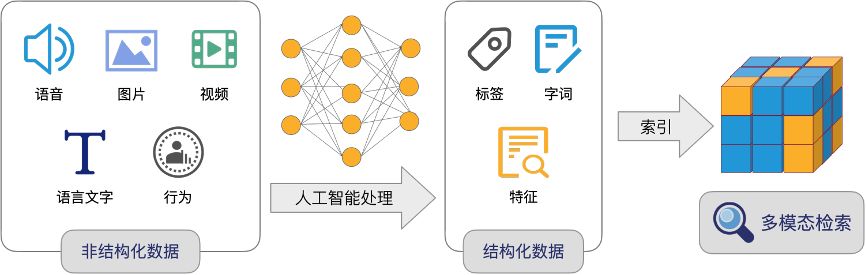 语音
图片
视频
语言文字
行为
非结构化数据
人工智能处理
标签
字词
特征
结构化数据
索引
多模态检索